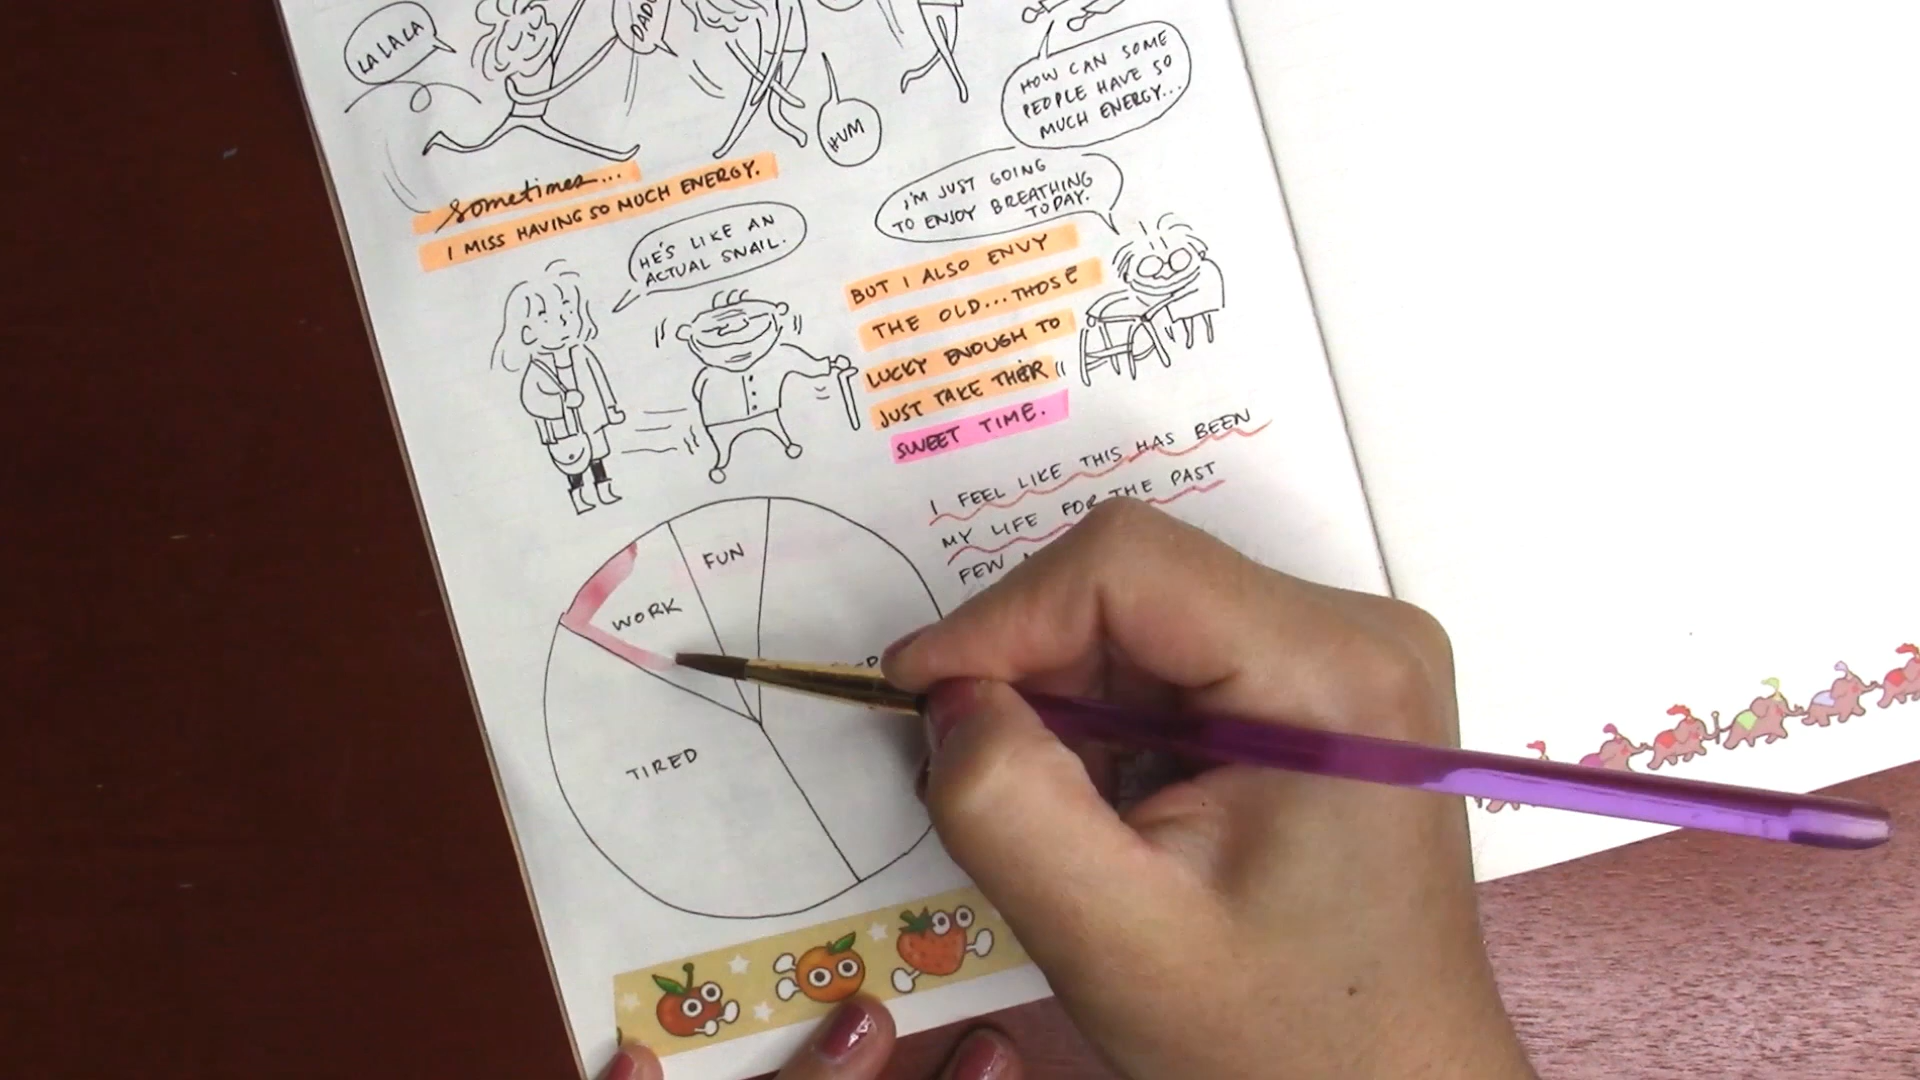 LA LA LA
HUM
HOW CAN SOME
PEOPLE HAVE SO
MUCH ENERGY...
Sometimes...
I MISS HAVING SO MUCH ENERGY.
HE'S LIKE AN
ACTUAL SNAIL.
I'M JUST GOING
TO ENJOY BREATHING
TODAY.
BUT I ALSO ENVY
THE OLD... THOSE
LUCKY ENOUGH TO
JUST TAKE THEIR
SWEET TIME.
I FEEL LIKE THIS HAS BEEN
MY LIFE FOR THE PAST
FEW
FUN
WORK
TIRED